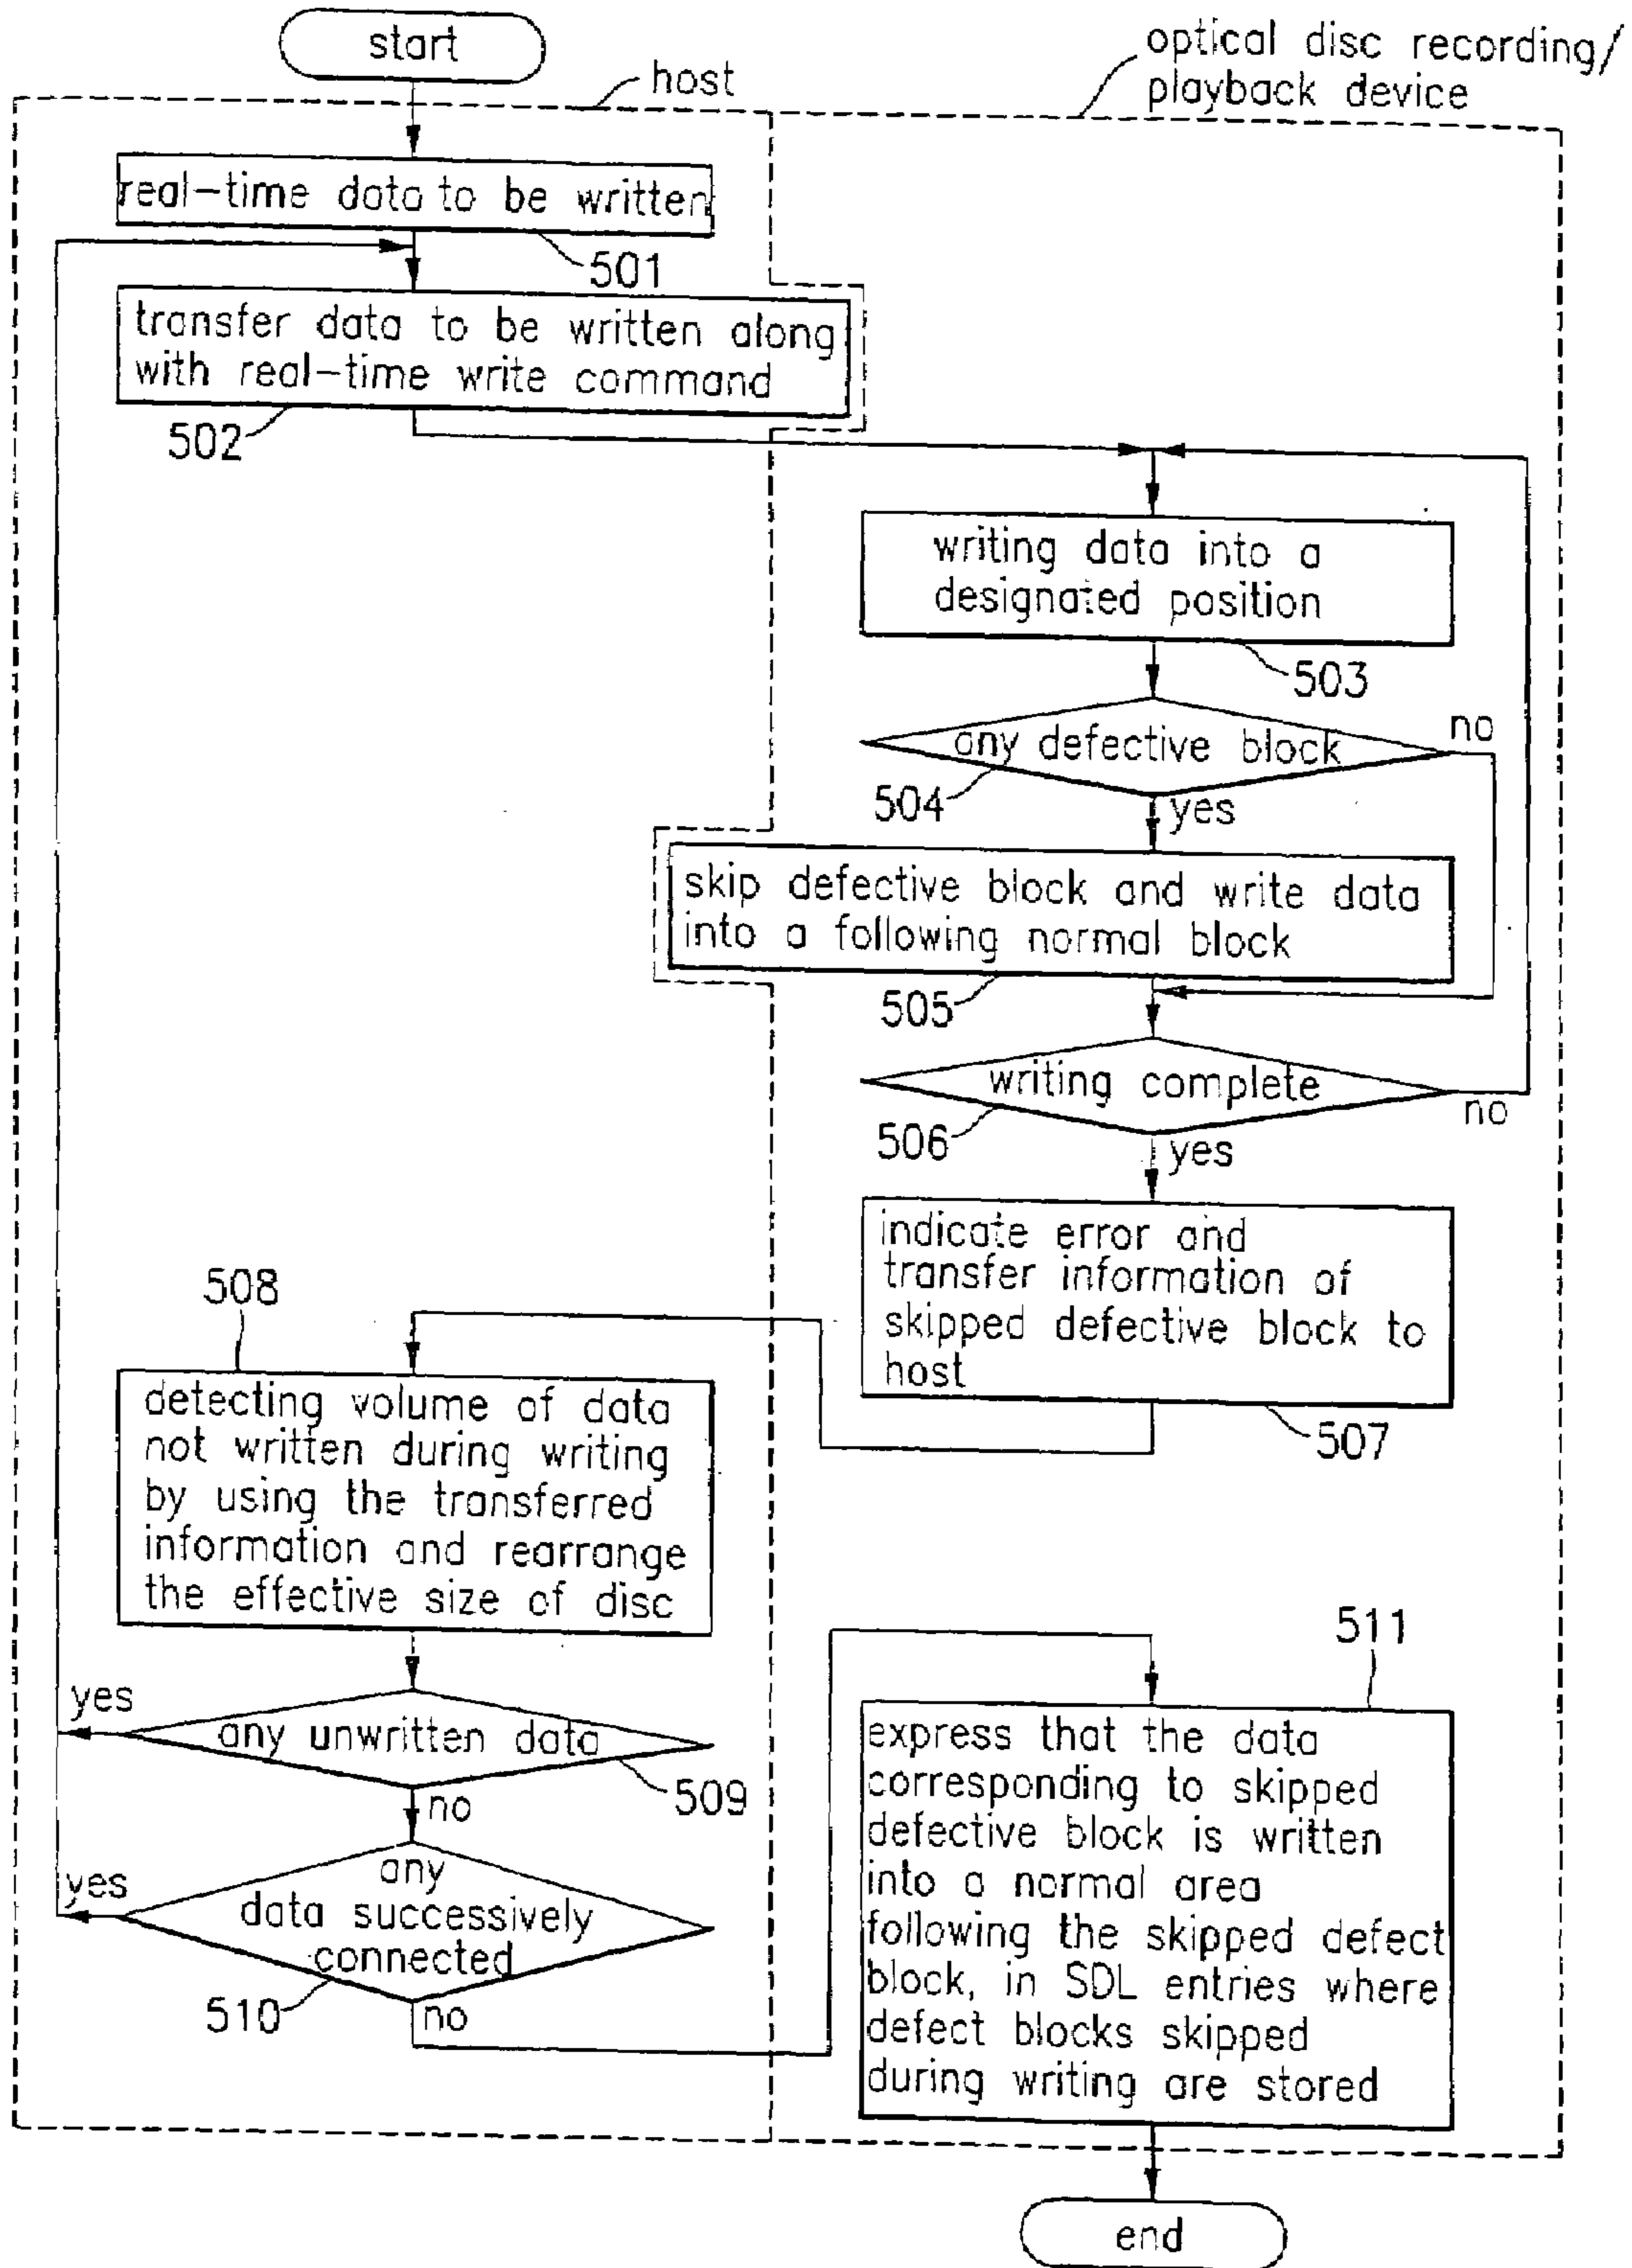 start
host
optical disc recording/
playback device
real-time data to be written
501
transfer data to be written along
with real-time write command
502
writing data into a
designated position
503
any defective block
no
504
yes
skip defective block and write data
into a following normal block
505
writing complete
no
506
yes
indicate error and
transfer information of
skipped defective block to
host
507
508
detecting volume of data
not written during writing
by using the transferred
information and rearrange
the effective size of disc
yes
any unwritten data
509
no
yes
any
data successively
connected
510
no
511
express that the data
corresponding to skipped
defective block is written
into a normal area
following the skipped defect
block, in SDL entries where
defect blocks skipped
during writing are stored
end